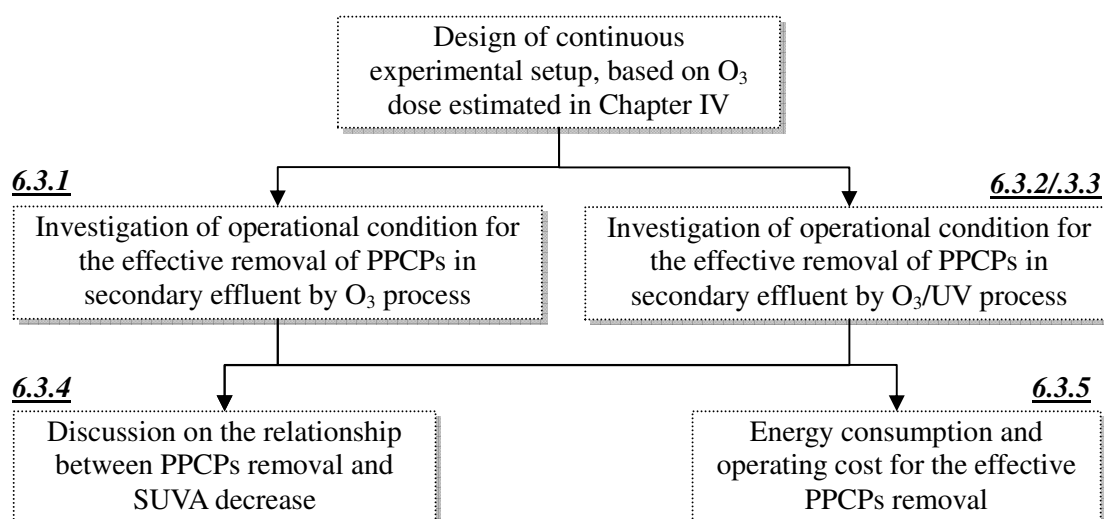 Design of continuous
experimental setup, based on O₃
dose estimated in Chapter IV
6.3.1
Investigation of operational condition for
the effective removal of PPCPs in
secondary effluent by O₃ process
6.3.2/.3.3
Investigation of operational condition for
the effective removal of PPCPs in
secondary effluent by O₃/UV process
6.3.4
Discussion on the relationship
between PPCPs removal and
SUVA decrease
6.3.5
Energy consumption and
operating cost for the effective
PPCPs removal